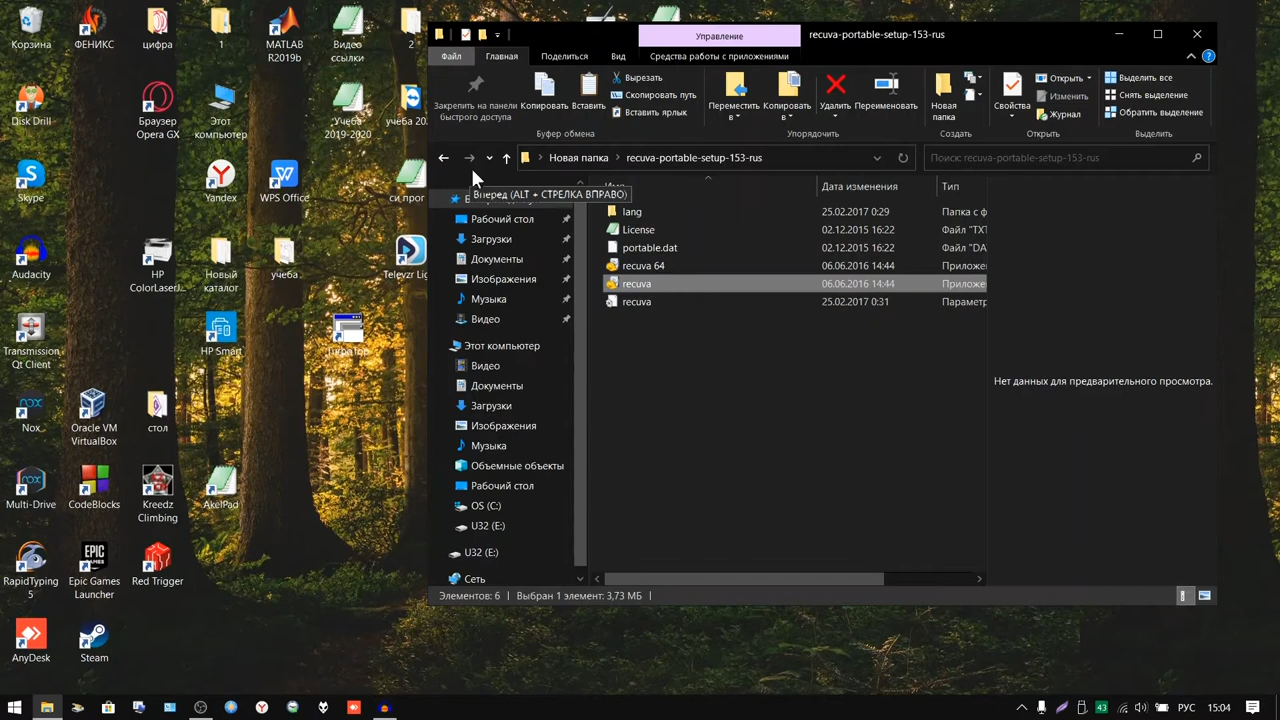 Корзина
ФЕНИКС
цифра
MATLAB
R2019b
Видео
ссылки
2
1
Disk Drill
Браузер
Opera GX
Этот
компьютер
Учеба
2019-2020
учеба 20
Skype
Yandex
WPS Office
си прог
Audacity
HP
ColorLaserJ...
Новый
каталог
учеба
Televzr Lig
Transmission
Qt Client
HP Smart
Nox
Oracle VM
VirtualBox
стол
Multi-Drive
CodeBlocks
Kreedz
Climbing
AkelPad
RapidTyping
5
Epic Games
Launcher
Red Trigger
AnyDesk
Steam
Управление
recuva-portable-setup-153-rus
Файл
Главная
Поделиться
Вид
Средства работы с приложениями
Закрепить на панели
быстрого доступа
Копировать
Вставить
Вырезать
Скопировать путь
Вставить ярлык
Переместить
в
Копировать
в
Удалить
Переименовать
Новая
папка
Свойства
Открыть
Изменить
Журнал
Выделить все
Снять выделение
Обратить выделение
Буфер обмена
Упорядочить
Создать
Открыть
Выделить
Новая папка
recuva-portable-setup-153-rus
Поиск: recuva-portable-setup-153-rus
Вперед (ALT + СТРЕЛКА ВПРАВО)
Дата изменения
Тип
Рабочий стол
Загрузки
Документы
Изображения
Музыка
Видео
Этот компьютер
Видео
Документы
Загрузки
Изображения
Музыка
Объемные объекты
Рабочий стол
OS (C:)
U32 (E:)
U32 (E:)
Сеть
lang 25.02.2017 0:29 Папка с ф
License 02.12.2015 16:22 Файл "TXT
portable.dat 02.12.2015 16:22 Файл "DA
recuva 64 06.06.2016 14:44 Приложе
recuva 06.06.2016 14:44 Приложе
recuva 25.02.2017 0:31 Параметр
Нет данных для предварительного просмотра.
Элементов: 6
Выбран 1 элемент: 3,73 МБ
43
РУС
15:04